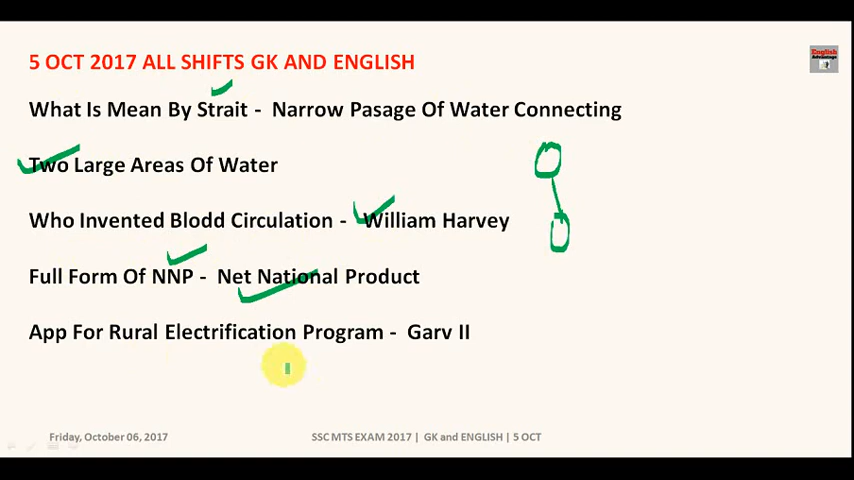 5 OCT 2017 ALL SHIFTS GK AND ENGLISH
English
Advantage
What Is Mean By Strait - Narrow Pasage Of Water Connecting
Two Large Areas Of Water
Who Invented Blodd Circulation - William Harvey
Full Form Of NNP - Net National Product
App For Rural Electrification Program - Garv II
Friday, October 06, 2017
SSC MTS EXAM 2017 | GK and ENGLISH | 5 OCT